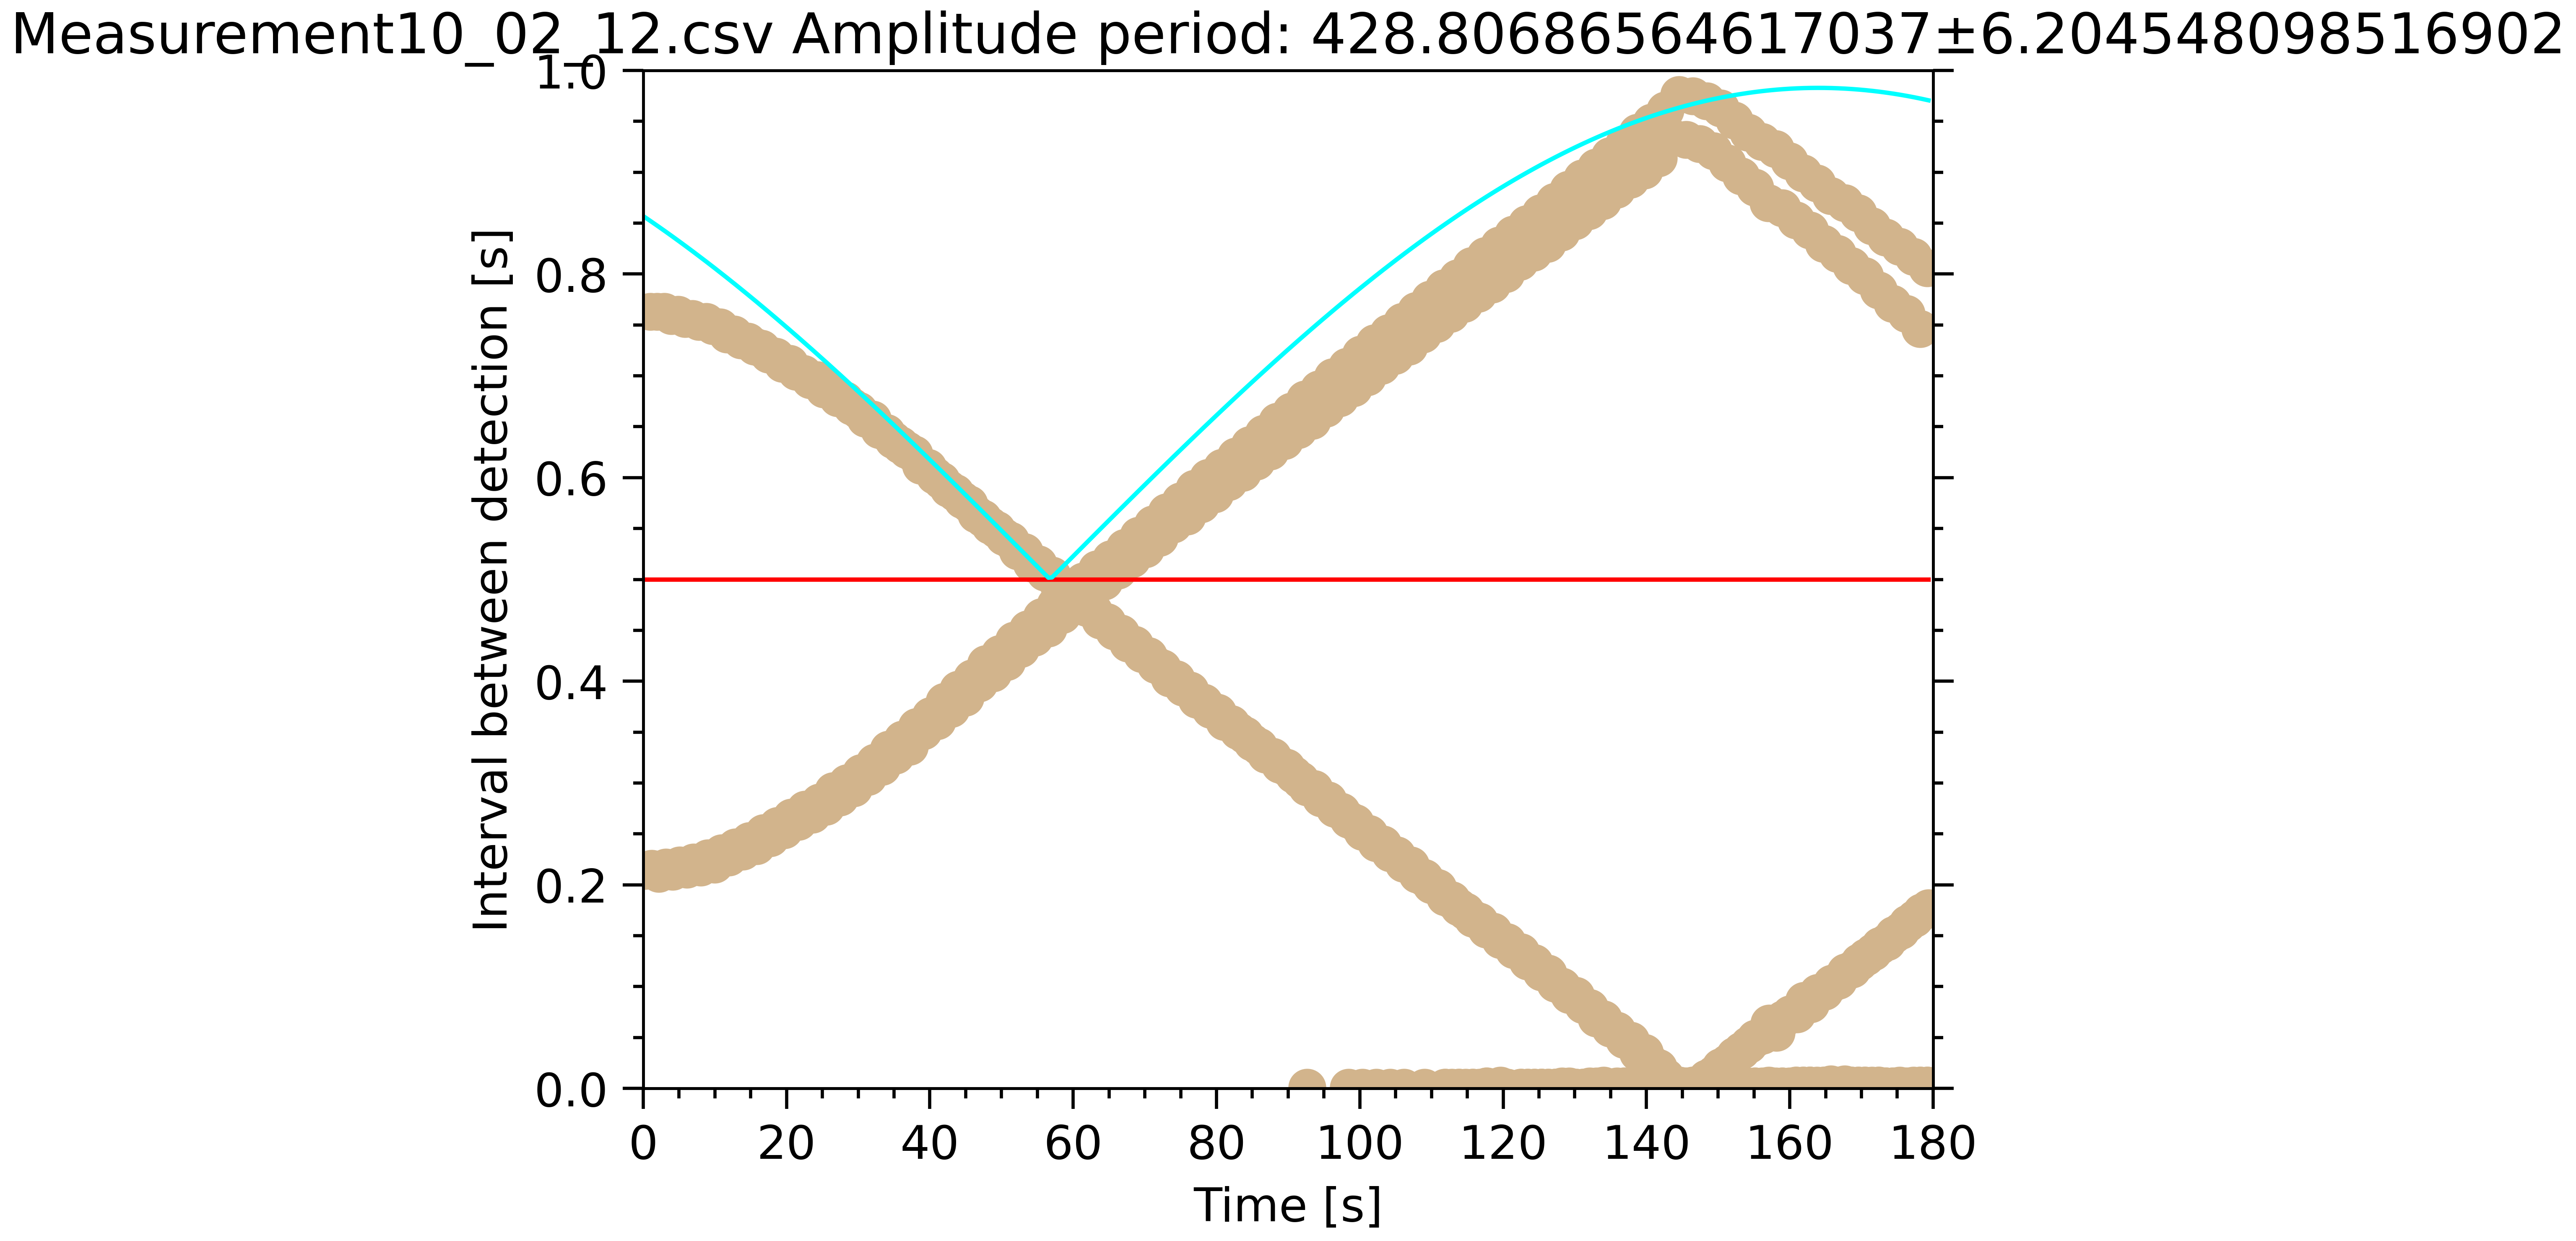 Measurement10_02_12.csv Amplitude period: 428.80686564617037±6.204548098516902
1.0
0.8
0.6
0.4
0.2
0.0
Interval between detection [s]
0 20 40 60 80 100 120 140 160 180
Time [s]